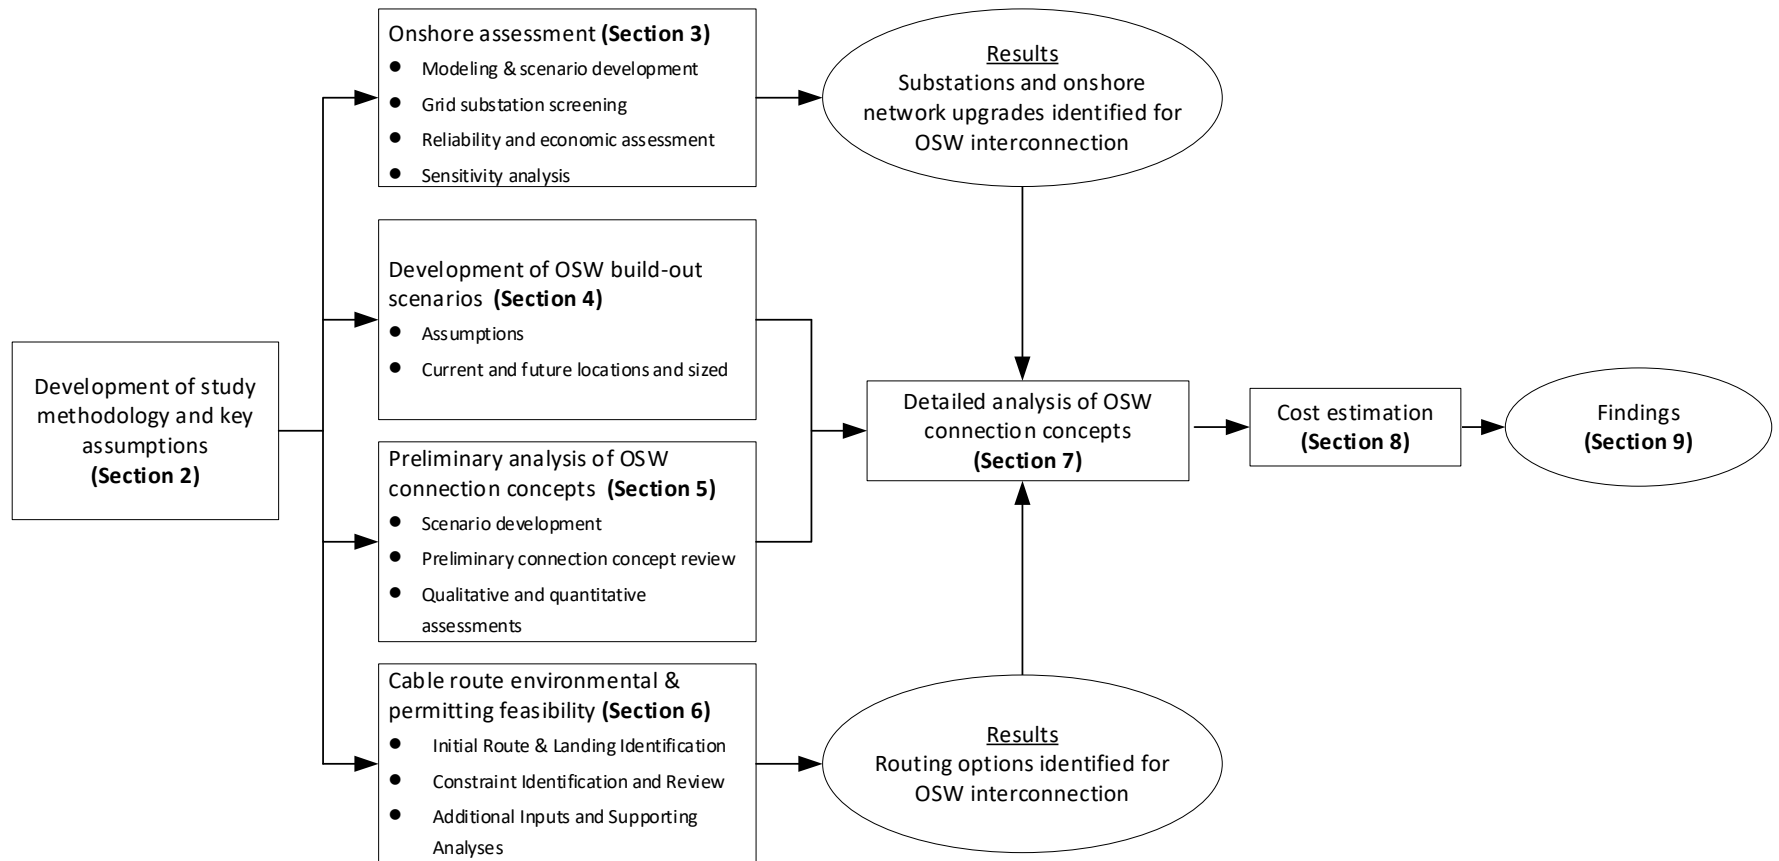 Development of study
methodology and key
assumptions
(Section 2)
Onshore assessment (Section 3)
● Modeling & scenario development
● Grid substation screening
● Reliability and economic assessment
● Sensitivity analysis
Development of OSW build-out
scenarios (Section 4)
● Assumptions
● Current and future locations and sized
Preliminary analysis of OSW
connection concepts (Section 5)
● Scenario development
● Preliminary connection concept review
● Qualitative and quantitative
assessments
Cable route environmental &
permitting feasibility (Section 6)
● Initial Route & Landing Identification
● Constraint Identification and Review
● Additional Inputs and Supporting
Analyses
Results
Substations and onshore
network upgrades identified for
OSW interconnection
Detailed analysis of OSW
connection concepts
(Section 7)
Results
Routing options identified for
OSW interconnection
Cost estimation
(Section 8)
Findings
(Section 9)